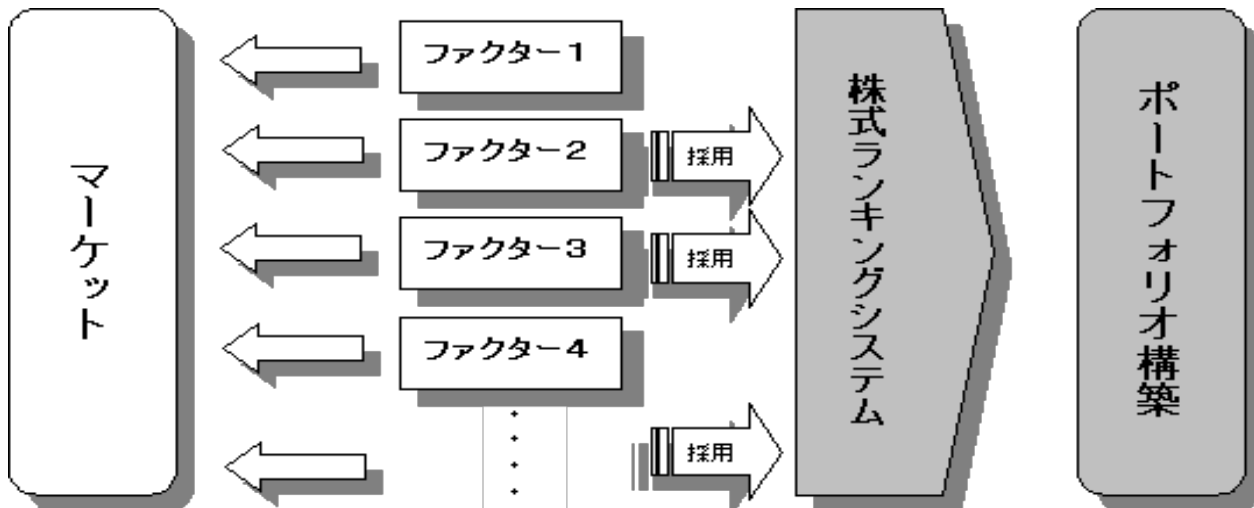 マーケット
ファクター1
ファクター2
ファクター3
ファクター4
採用
採用
採用
株式ランキングシステム
ポートフォリオ構築